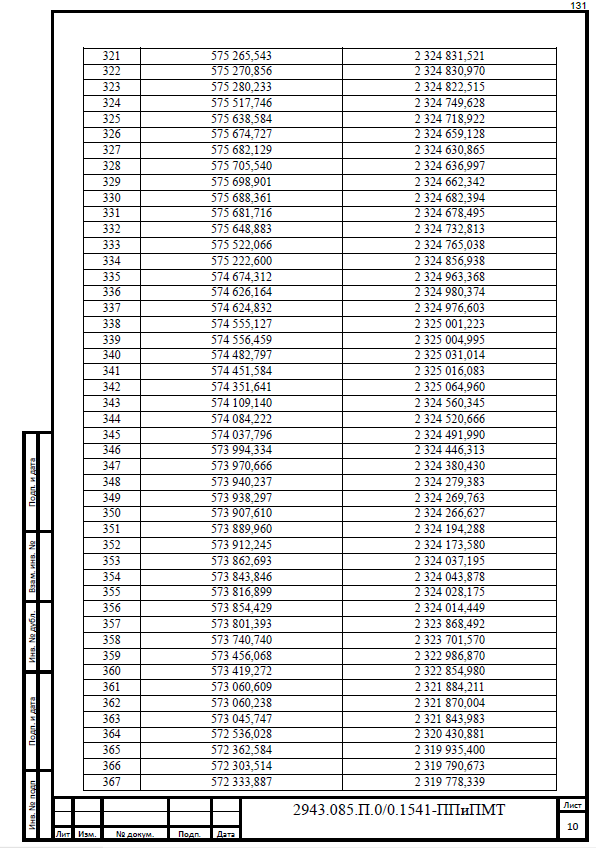 131
321 575 265,543 2 324 831,521
322 575 270,856 2 324 830,970
323 575 280,233 2 324 822,515
324 575 517,746 2 324 749,628
325 575 638,584 2 324 718,922
326 575 674,727 2 324 659,128
327 575 682,129 2 324 630,865
328 575 705,540 2 324 636,997
329 575 698,901 2 324 662,342
330 575 688,361 2 324 682,394
331 575 681,716 2 324 678,495
332 575 648,883 2 324 732,813
333 575 522,066 2 324 765,038
334 575 222,600 2 324 856,938
335 574 674,312 2 324 963,368
336 574 626,164 2 324 980,374
337 574 624,832 2 324 976,603
338 574 555,127 2 325 001,223
339 574 556,459 2 325 004,995
340 574 482,797 2 325 031,014
341 574 451,584 2 325 016,083
342 574 351,641 2 325 064,960
343 574 109,140 2 324 560,345
344 574 084,222 2 324 520,666
345 574 037,796 2 324 491,990
346 573 994,334 2 324 446,313
347 573 970,666 2 324 380,430
348 573 940,237 2 324 279,383
349 573 938,297 2 324 269,763
350 573 907,610 2 324 266,627
351 573 889,960 2 324 194,288
352 573 912,245 2 324 173,580
353 573 862,693 2 324 037,195
354 573 843,846 2 324 043,878
355 573 816,899 2 324 028,175
356 573 854,429 2 324 014,449
357 573 801,393 2 323 868,492
358 573 740,740 2 323 701,570
359 573 456,068 2 322 986,870
360 573 419,272 2 322 854,980
361 573 060,609 2 321 884,211
362 573 060,238 2 321 870,004
363 573 045,747 2 321 843,983
364 572 536,028 2 320 430,881
365 572 362,584 2 319 935,400
366 572 303,514 2 319 790,673
367 572 333,887 2 319 778,339
Подп. и дата
Взам. инв. №
Инв. № дубл.
Подп. и дата
Инв. № подп
2943.085.П.0/0.1541-ППиПМТ
Лист
10
Лит Изм. № докум. Подп. Дата